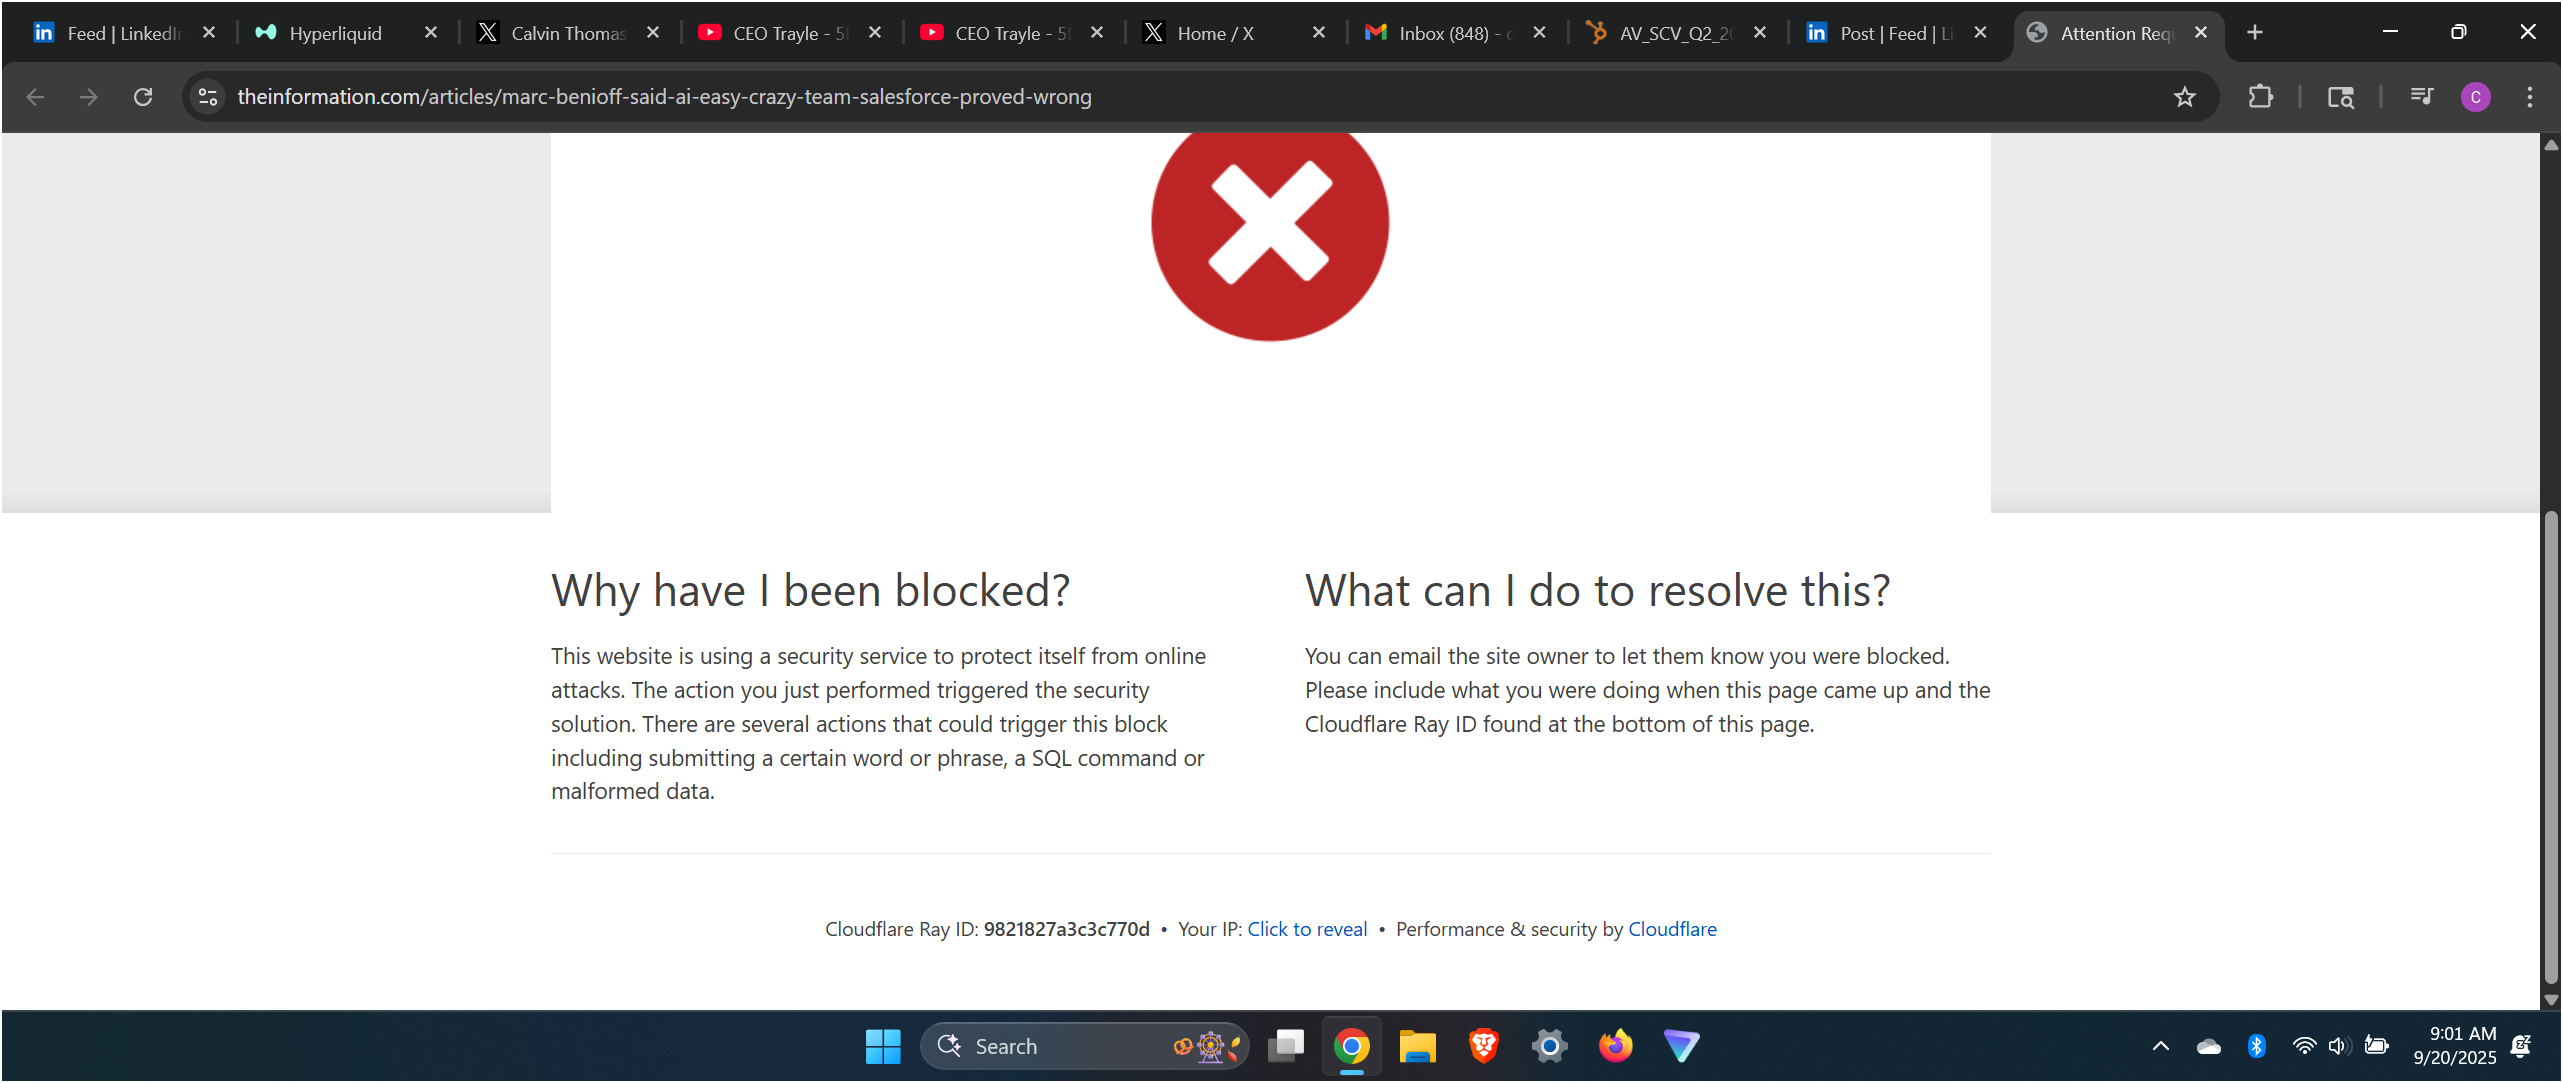 Feed | LinkedIn
Hyperliquid
Calvin Thomas
CEO Trayle - 5
CEO Trayle - 5
Home / X
Inbox (848) - c
AV_SCV_Q2_20
Post | Feed | Li
Attention Requ
theinformation.com/articles/marc-benioff-said-ai-easy-crazy-team-salesforce-proved-wrong
C
Why have I been blocked?
This website is using a security service to protect itself from online
attacks. The action you just performed triggered the security
solution. There are several actions that could trigger this block
including submitting a certain word or phrase, a SQL command or
malformed data.
What can I do to resolve this?
You can email the site owner to let them know you were blocked.
Please include what you were doing when this page came up and the
Cloudflare Ray ID found at the bottom of this page.
Cloudflare Ray ID: 9821827a3c3c770d • Your IP: Click to reveal • Performance & security by Cloudflare
Search
9:01 AM
9/20/2025